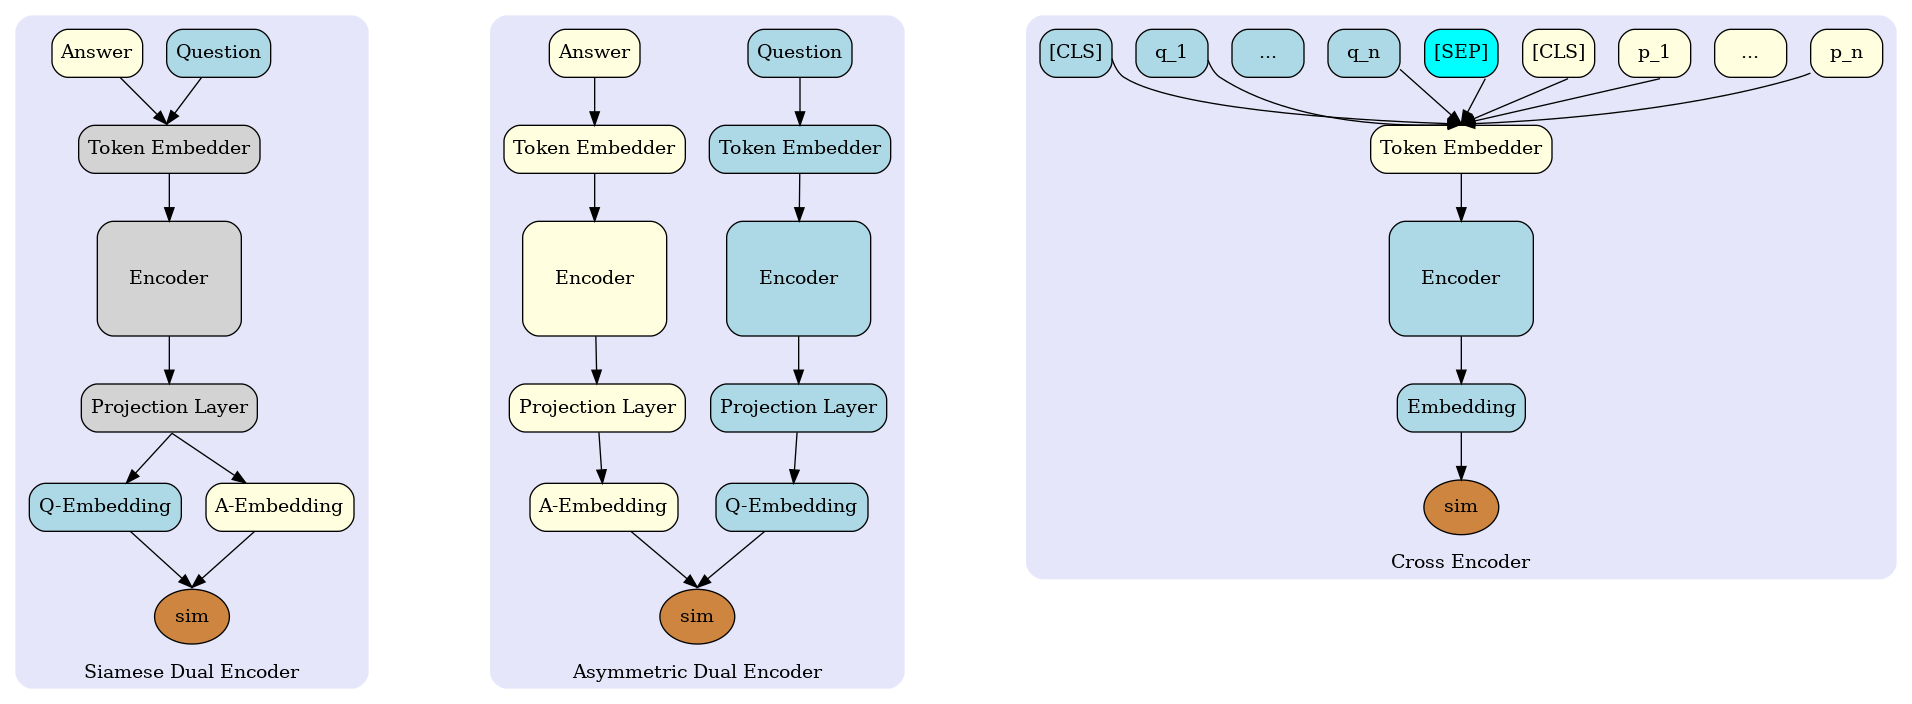 Answer
Question
Token Embedder
Encoder
Projection Layer
Q-Embedding
A-Embedding
sim
Siamese Dual Encoder
Answer
Question
Token Embedder
Token Embedder
Encoder
Encoder
Projection Layer
Projection Layer
A-Embedding
Q-Embedding
sim
Asymmetric Dual Encoder
[CLS]
q_1
...
q_n
[SEP]
[CLS]
p_1
...
p_n
Token Embedder
Encoder
Embedding
sim
Cross Encoder